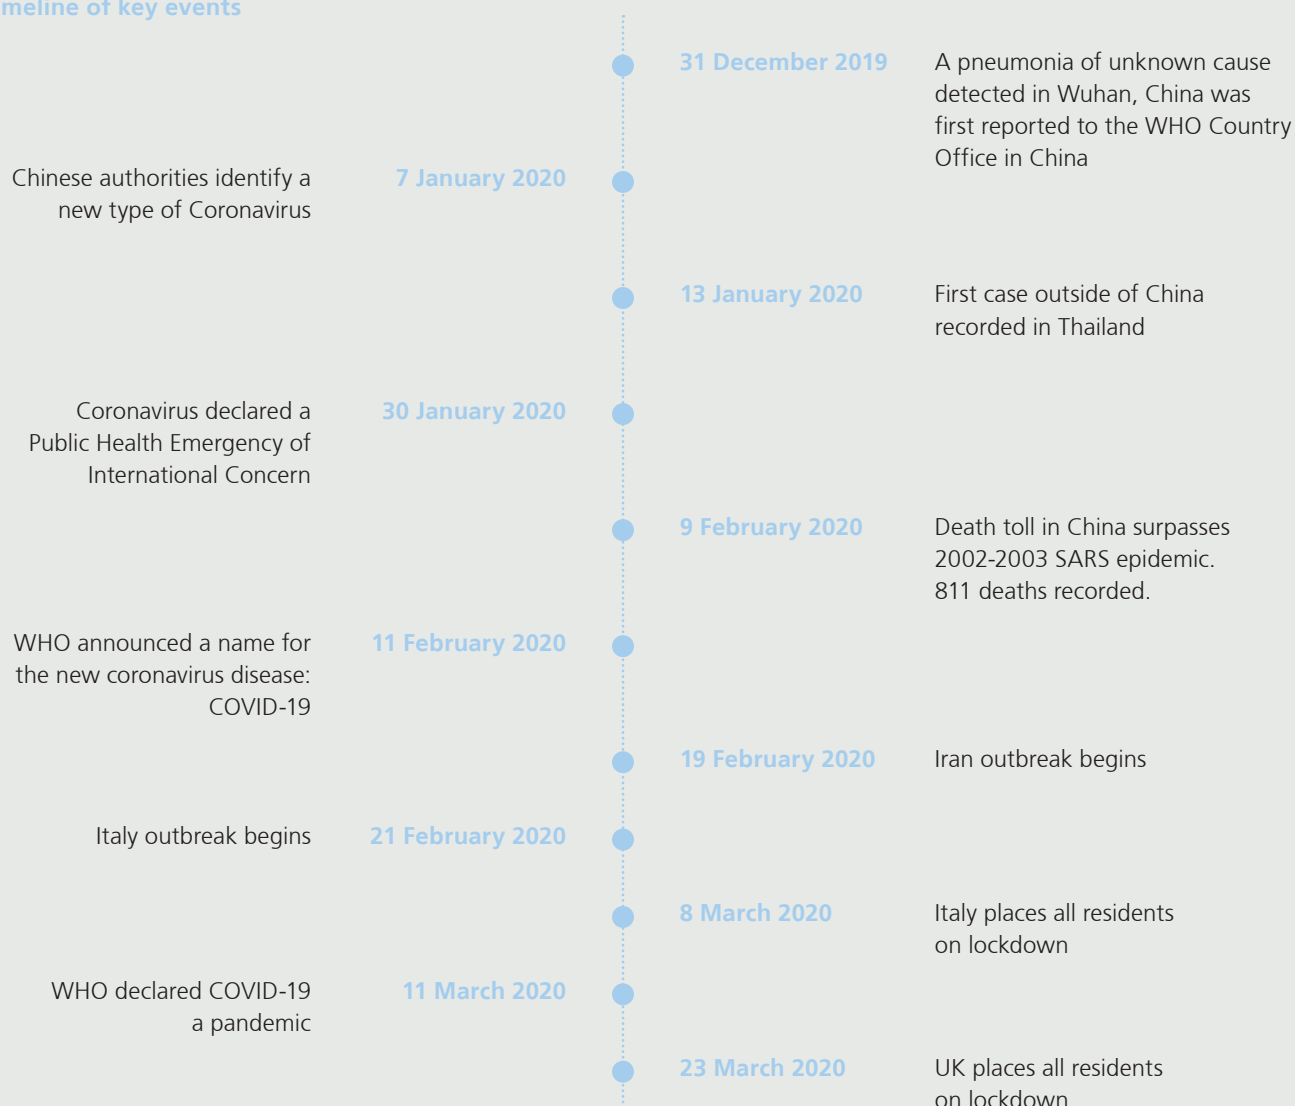 meline of key events
31 December 2019
A pneumonia of unknown cause
detected in Wuhan, China was
first reported to the WHO Country
Office in China
7 January 2020
Chinese authorities identify a
new type of Coronavirus
13 January 2020
First case outside of China
recorded in Thailand
30 January 2020
Coronavirus declared a
Public Health Emergency of
International Concern
9 February 2020
Death toll in China surpasses
2002-2003 SARS epidemic.
811 deaths recorded.
11 February 2020
WHO announced a name for
the new coronavirus disease:
COVID-19
19 February 2020
Iran outbreak begins
21 February 2020
Italy outbreak begins
8 March 2020
Italy places all residents
on lockdown
11 March 2020
WHO declared COVID-19
a pandemic
23 March 2020
UK places all residents
on lockdown